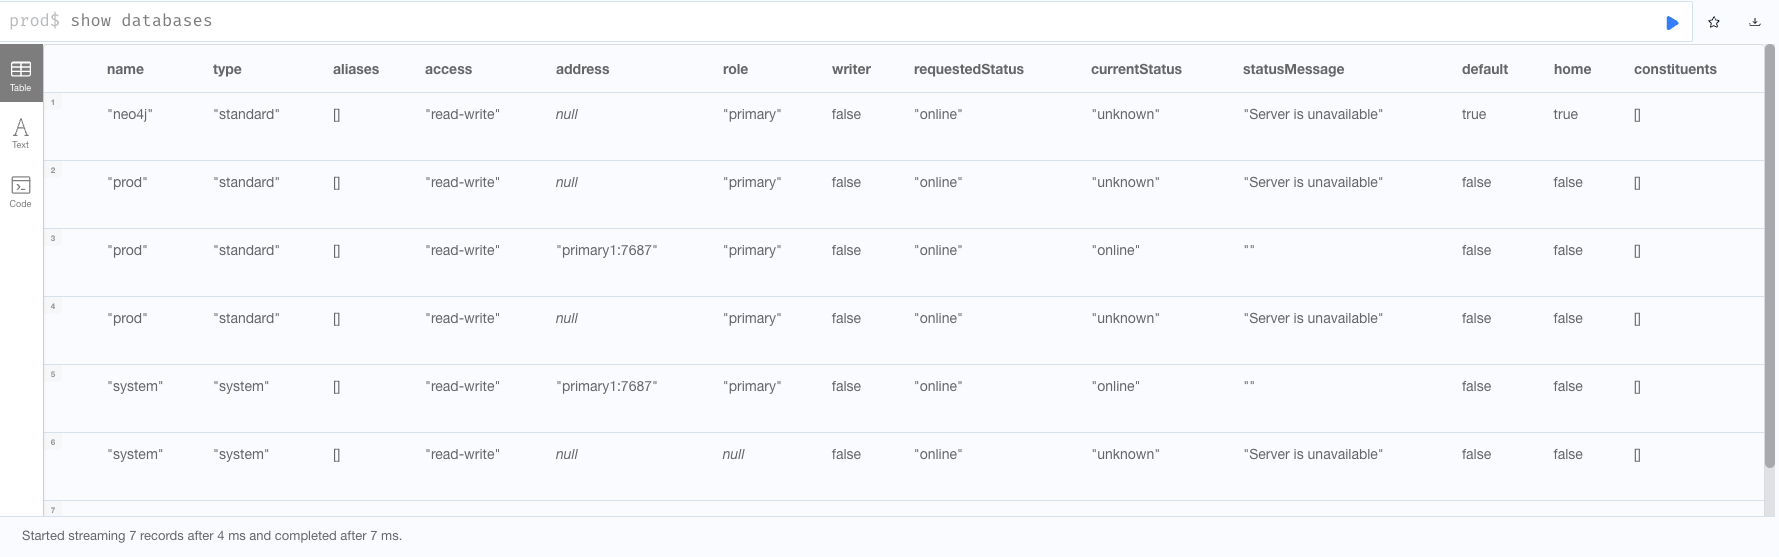 prod$ show databases
Table
Text
Code
name type aliases access address role writer requestedStatus currentStatus statusMessage default home constituents
1
"neo4j" "standard" [] "read-write" null "primary" false "online" "unknown" "Server is unavailable" true true []
2
"prod" "standard" [] "read-write" null "primary" false "online" "unknown" "Server is unavailable" false false []
3
"prod" "standard" [] "read-write" "primary1:7687" "primary" false "online" "online" "" false false []
4
"prod" "standard" [] "read-write" null "primary" false "online" "unknown" "Server is unavailable" false false []
5
"system" "system" [] "read-write" "primary1:7687" "primary" false "online" "online" "" false false []
6
"system" "system" [] "read-write" null null false "online" "unknown" "Server is unavailable" false false []
7
Started streaming 7 records after 4 ms and completed after 7 ms.